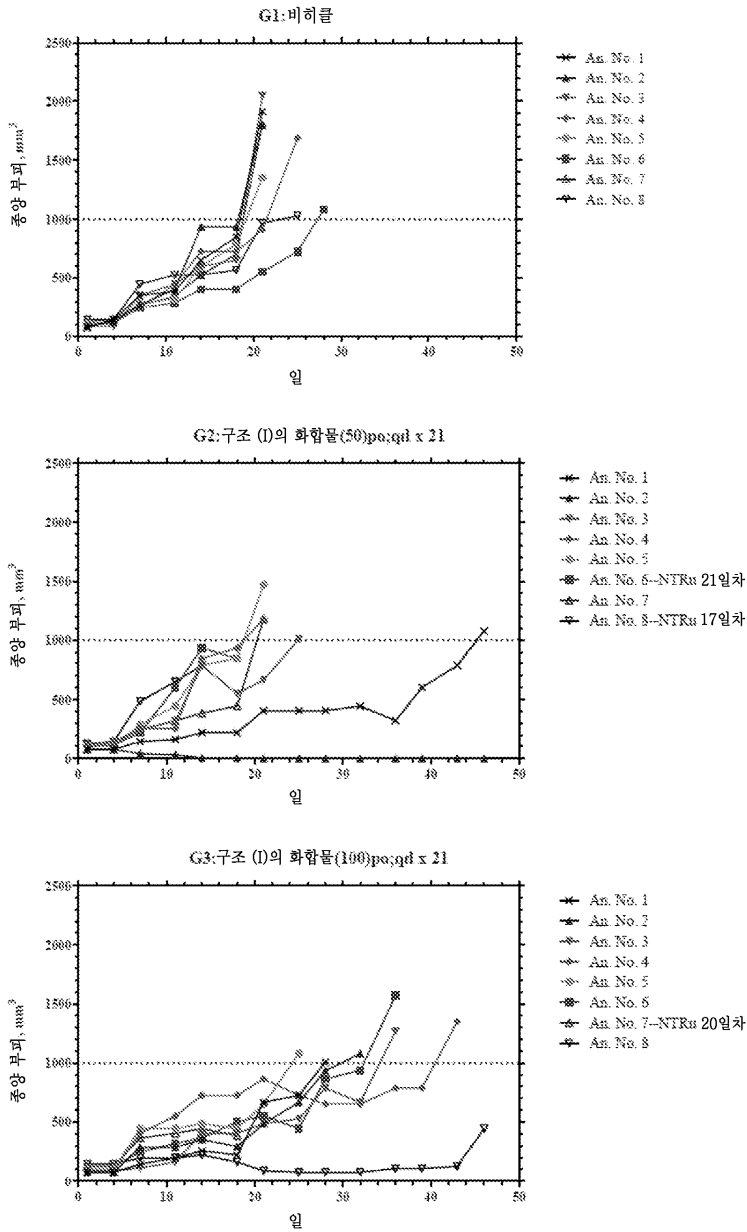 G1:비히클
2500
2000
1500
1000
500
0
종양 부피, mm³
0 10 20 30 40 50
일
An. No. 1
An. No. 2
An. No. 3
An. No. 4
An. No. 5
An. No. 6
An. No. 7
An. No. 8
G2:구조 (I)의 화합물(50)po;qd x 21
2500
2000
1500
1000
500
0
종양 부피, mm³
0 10 20 30 40 50
일
An. No. 1
An. No. 2
An. No. 3
An. No. 4
An. No. 5
An. No. 6--NTRu 21일차
An. No. 7
An. No. 8--NTRu 17일차
G3:구조 (I)의 화합물(100)po;qd x 21
2500
2000
1500
1000
500
0
종양 부피, mm³
0 10 20 30 40 50
일
An. No. 1
An. No. 2
An. No. 3
An. No. 4
An. No. 5
An. No. 6
An. No. 7--NTRu 20일차
An. No. 8